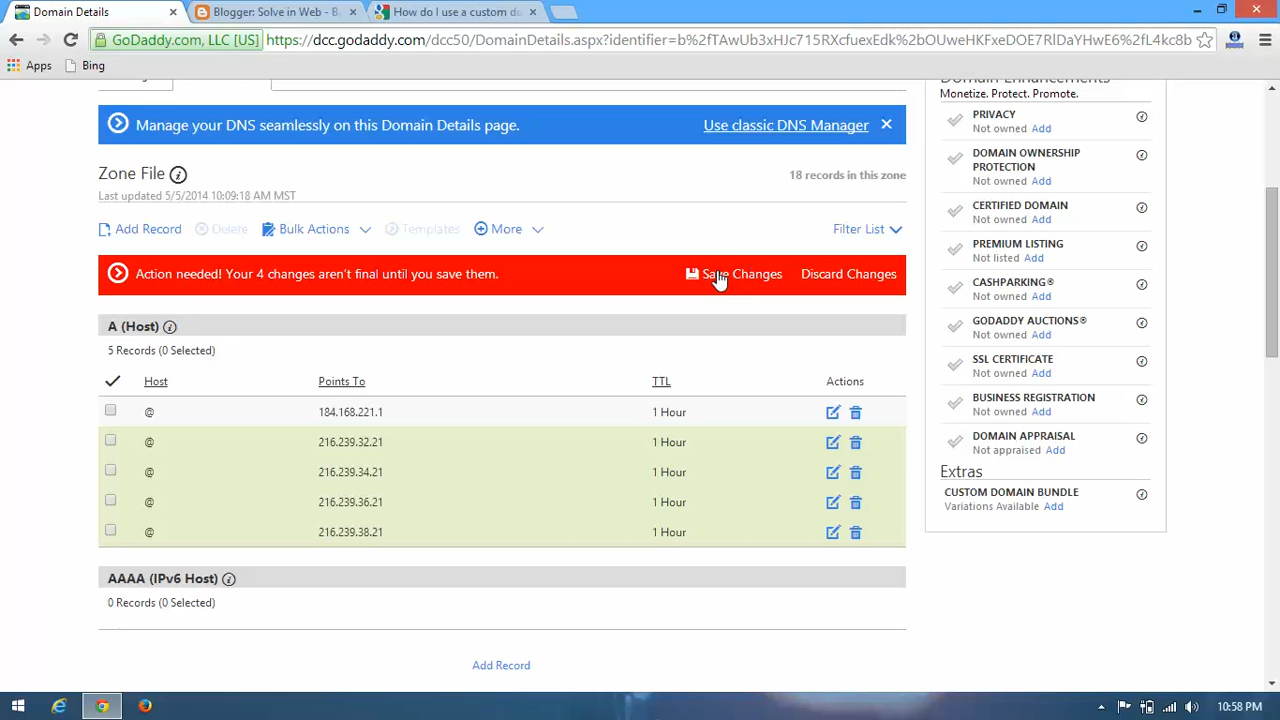 Domain Details
Blogger: Solve in Web - B
How do I use a custom do
GoDaddy.com, LLC [US]
https://dcc.godaddy.com/dcc50/DomainDetails.aspx?identifier=b%2fTAwUb3xHJc715RXcfuexEdk%2bOUweHKFxeDOE7RlDaYHwE6%2fL4kc8b
Apps
Bing
Manage your DNS seamlessly on this Domain Details page.
Use classic DNS Manager
Zone File
18 records in this zone
Last updated 5/5/2014 10:09:18 AM MST
Add Record
Delete
Bulk Actions
Templates
More
Filter List
Action needed! Your 4 changes aren't final until you save them.
Save Changes
Discard Changes
A (Host)
5 Records (0 Selected)
Host Points To TTL Actions
@ 184.168.221.1 1 Hour
@ 216.239.32.21 1 Hour
@ 216.239.34.21 1 Hour
@ 216.239.36.21 1 Hour
@ 216.239.38.21 1 Hour
AAAA (IPv6 Host)
0 Records (0 Selected)
Add Record
Domain Enhancements
Monetize. Protect. Promote.
PRIVACY
Not owned Add
DOMAIN OWNERSHIP
PROTECTION
Not owned Add
CERTIFIED DOMAIN
Not owned Add
PREMIUM LISTING
Not listed Add
CASHPARKING®
Not owned Add
GODADDY AUCTIONS®
Not owned Add
SSL CERTIFICATE
Not owned Add
BUSINESS REGISTRATION
Not owned Add
DOMAIN APPRAISAL
Not appraised Add
Extras
CUSTOM DOMAIN BUNDLE
Variations Available Add
10:58 PM